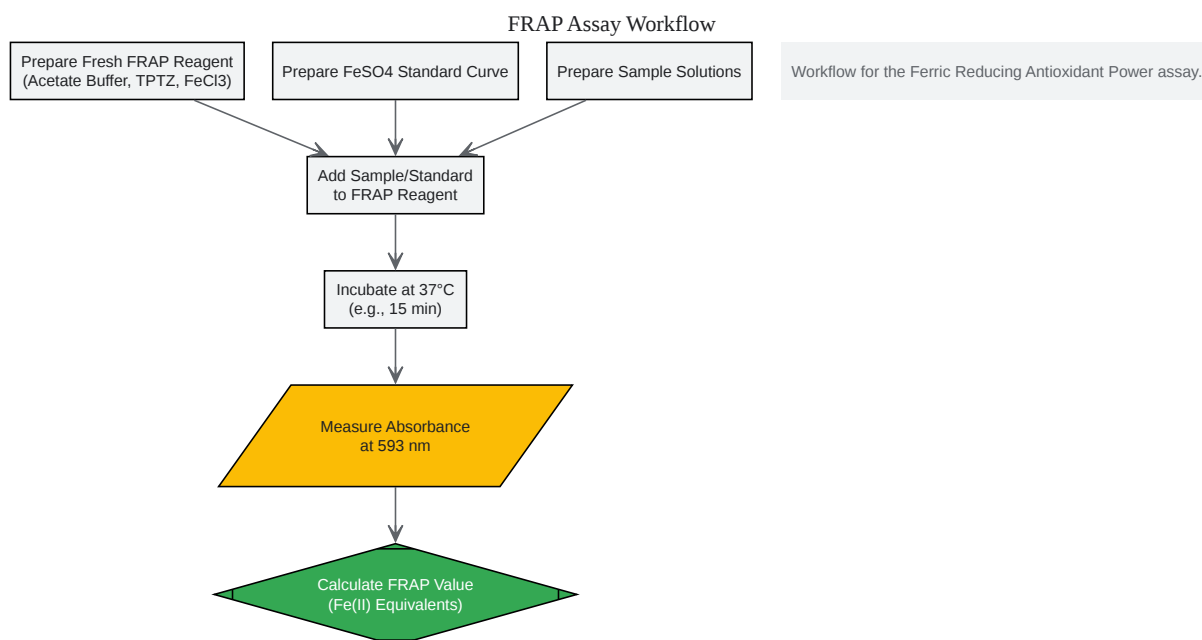 FRAP Assay Workflow
Prepare Fresh FRAP Reagent
(Acetate Buffer, TPTZ, FeCl3)
Prepare FeSO4 Standard Curve
Prepare Sample Solutions
Workflow for the Ferric Reducing Antioxidant Power assay.
Add Sample/Standard
to FRAP Reagent
Incubate at 37°C
(e.g., 15 min)
Measure Absorbance
at 593 nm
Calculate FRAP Value
(Fe(II) Equivalents)